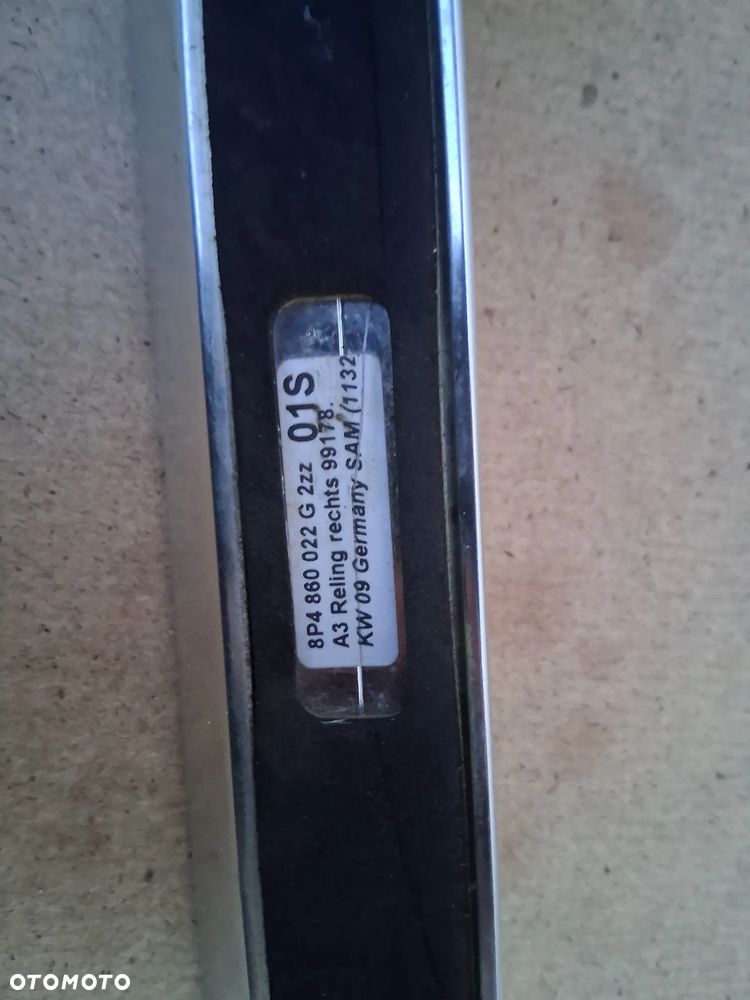 8P4 860 022 G 2zz 01S
A3 Reling rechts 99178.
KW 09 Germany SAM (1132
OTOMOTO